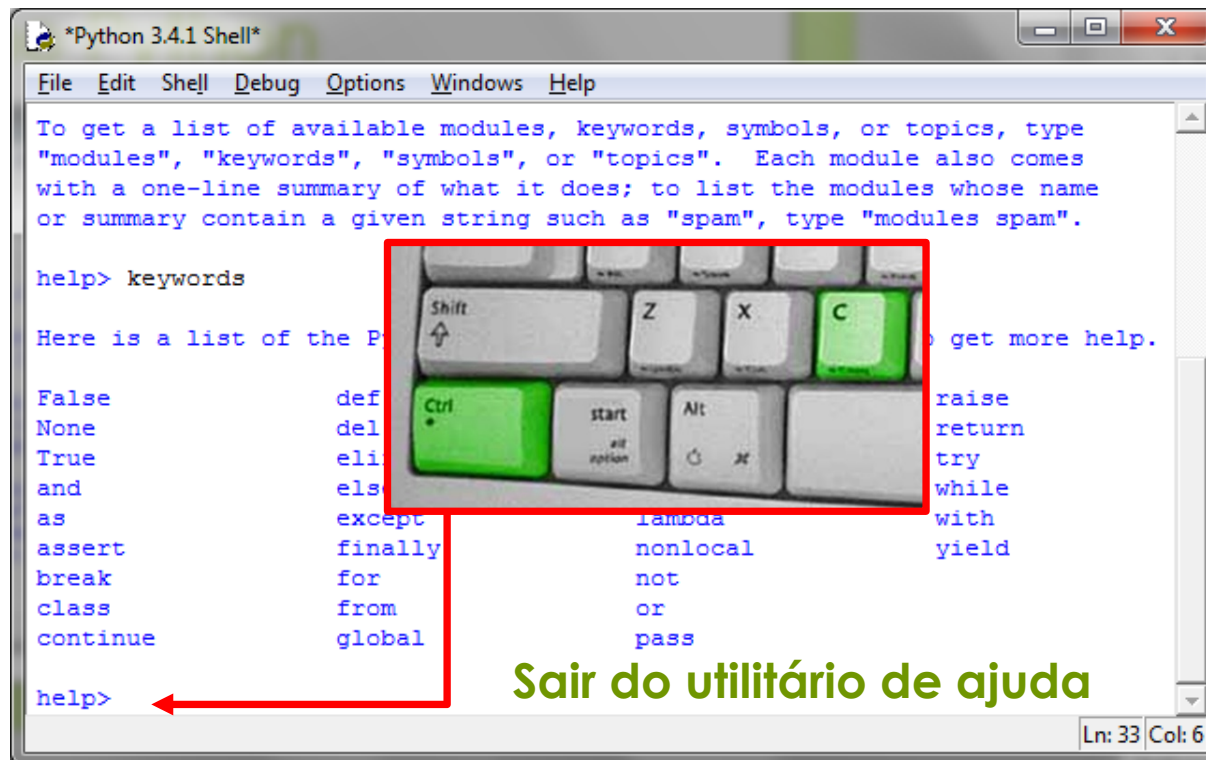 *Python 3.4.1 Shell*
File Edit Shell Debug Options Windows Help
To get a list of available modules, keywords, symbols, or topics, type
"modules", "keywords", "symbols", or "topics".  Each module also comes
with a one-line summary of what it does; to list the modules whose name
or summary contain a given string such as "spam", type "modules spam".
help> keywords
Here is a list of the get more help.
False def raise
None del return
True try
and while
as except lambda with
assert finally nonlocal yield
break for not
class from or
continue global pass
help>
Shift Z X C
Ctrl start Alt
alt
option
Sair do utilitário de ajuda
Ln: 33 Col: 6